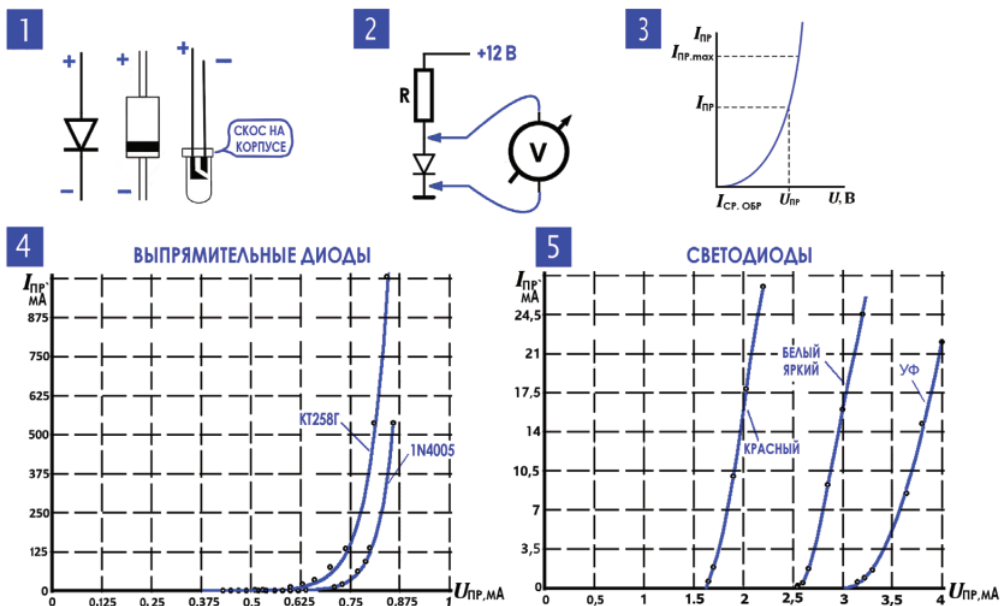 1
+
+
+
−
СКОС НА
КОРПУСЕ
−
−
2
+12 В
R
V
3
IПР
IПР.max
IПР
IСР. ОБР
UПР
U, В
4
ВЫПРЯМИТЕЛЬНЫЕ ДИОДЫ
IПР,
мА
875
750
625
500
375
250
125
0
КТ258Г
1N4005
0
0,125
0,25
0,375
0,5
0,625
0,75
0,875
1
UПР,мА
5
СВЕТОДИОДЫ
IПР,
мА
24,5
21
17,5
14
10,5
7
3,5
0
БЕЛЫЙ
ЯРКИЙ
УФ
КРАСНЫЙ
0
0,5
1
1,5
2
2,5
3
3,5
4
UПР,мА